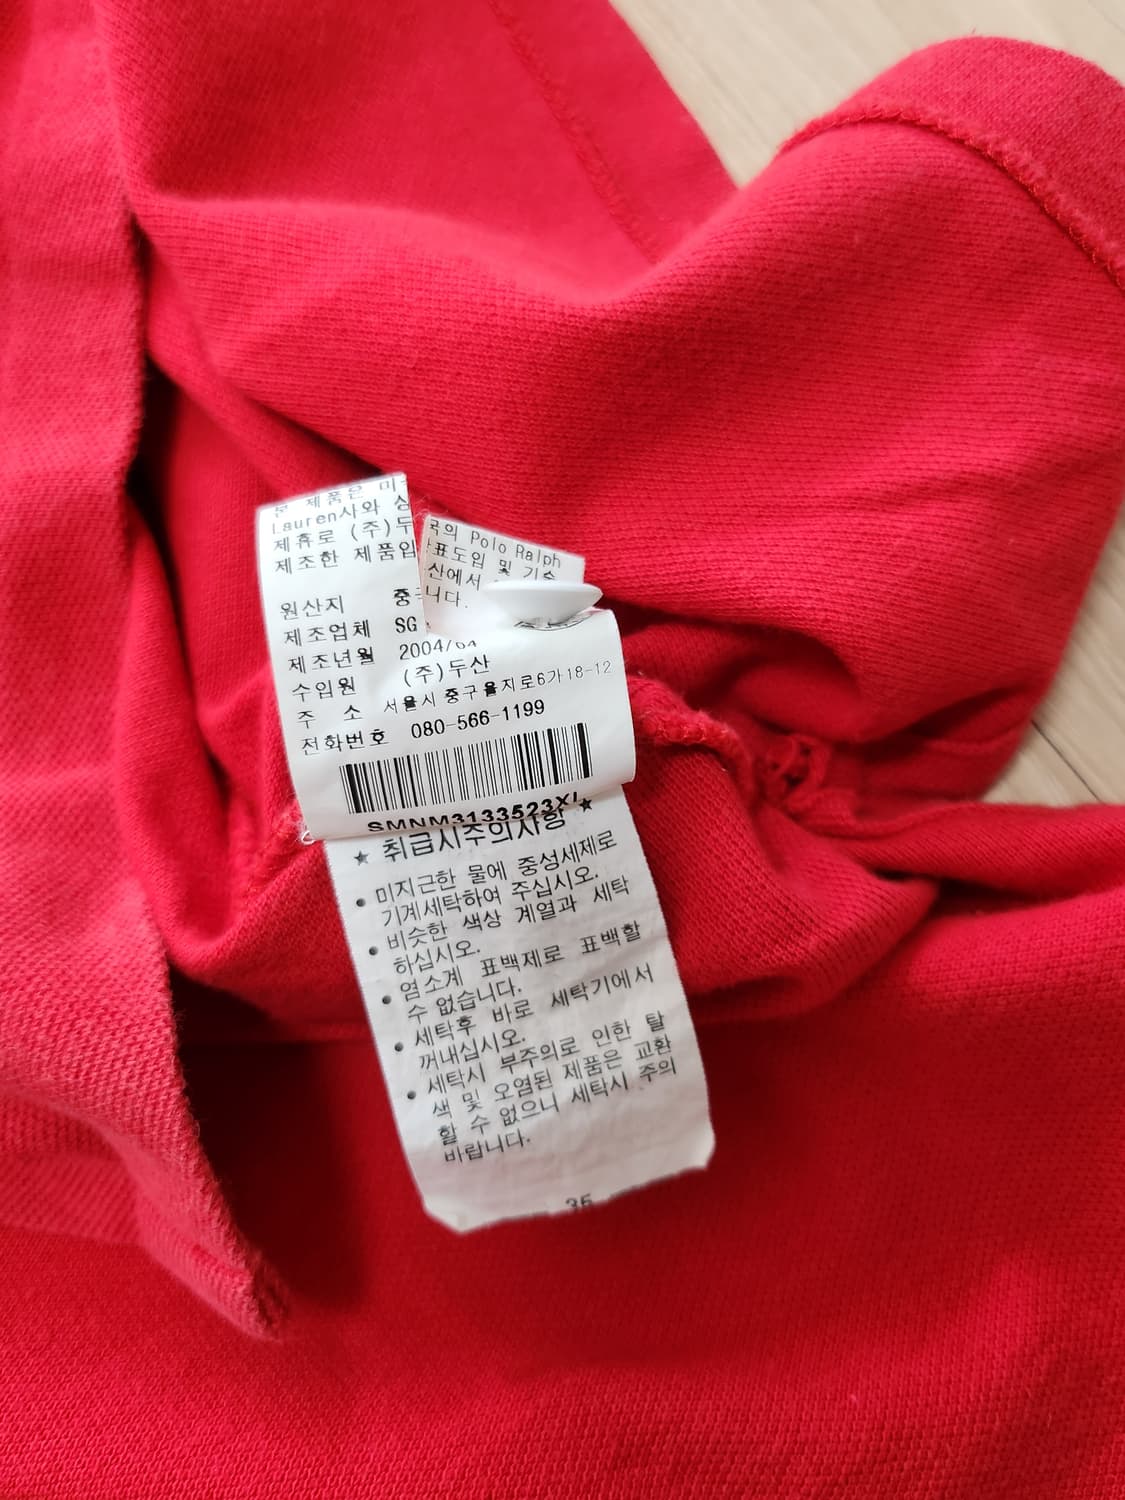 본 제품은 미국의 Polo Ralph
Lauren사와 상표도입 및 기술
제휴로 (주)두산에서
제조한 제품입니다.
원산지 중국
제조업체 SG
제조년월 2004/
수입원 (주)두산
주 소 서울시 중구 을지로6가18-12
전화번호 080-566-1199
SMNM3133523XL
★ 취급시주의사항 ★
• 미지근한 물에 중성세제로
기계세탁하여 주십시오.
• 비슷한 색상 계열과 세탁
하십시오.
• 염소계 표백제로 표백할
수 없습니다.
• 세탁후 바로 세탁기에서
꺼내십시오.
• 세탁시 부주의로 인한 탈
색 및 오염된 제품은 교환
할 수 없으니 세탁시 주의
바랍니다.
35